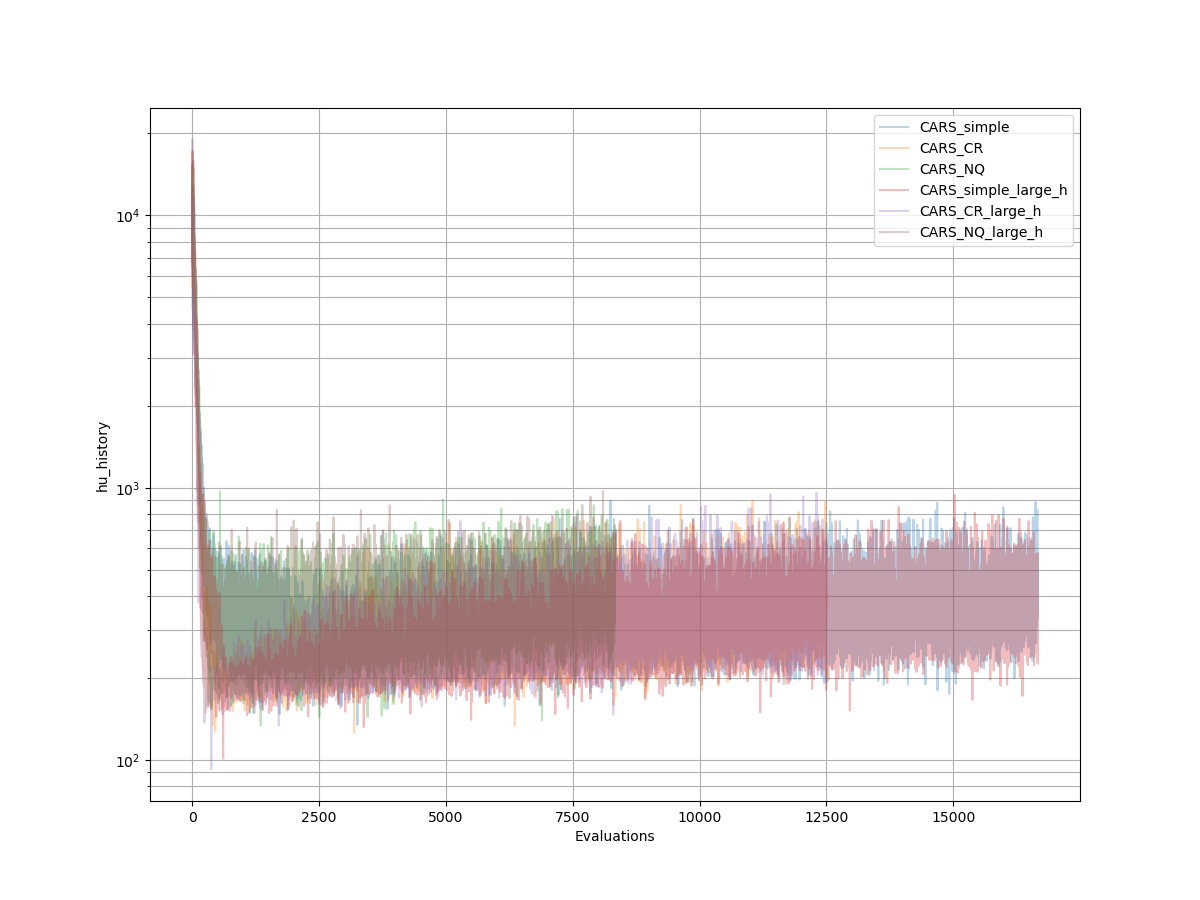 CARS_simple
CARS_CR
CARS_NQ
CARS_simple_large_h
CARS_CR_large_h
CARS_NQ_large_h
10^4
10^3
10^2
hu_history
0 2500 5000 7500 10000 12500 15000
Evaluations